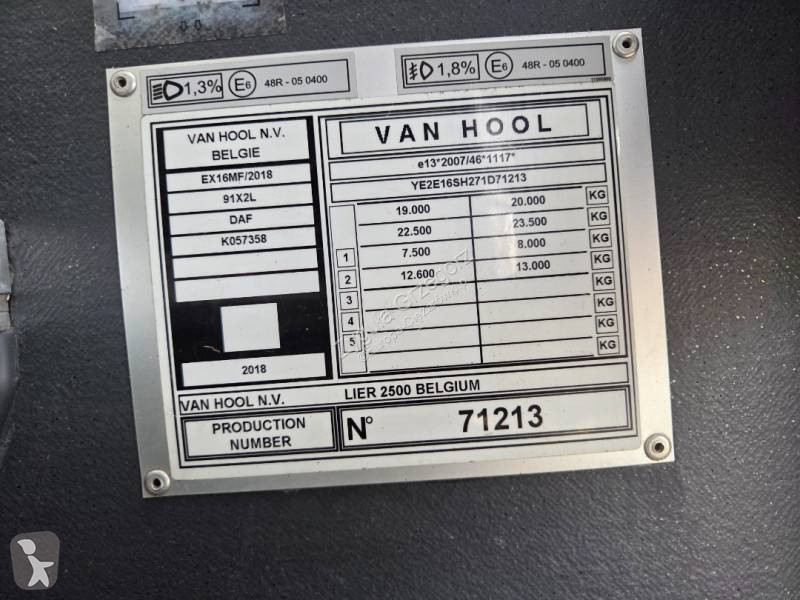 1,3% E6 48R - 05 0400
1,8% E6 48R - 05 0400
VAN HOOL N.V.
BELGIE
EX16MF/2018
91X2L
DAF
K057358
2018
VAN HOOL
e13*2007/46*1117*
YE2E16SH271D71213
19.000 20.000 KG
22.500 23.500 KG
1 7.500 8.000 KG
2 12.600 13.000 KG
3 KG
4 KG
5 KG
VAN HOOL N.V. LIER 2500 BELGIUM
PRODUCTION
NUMBER
N° 71213